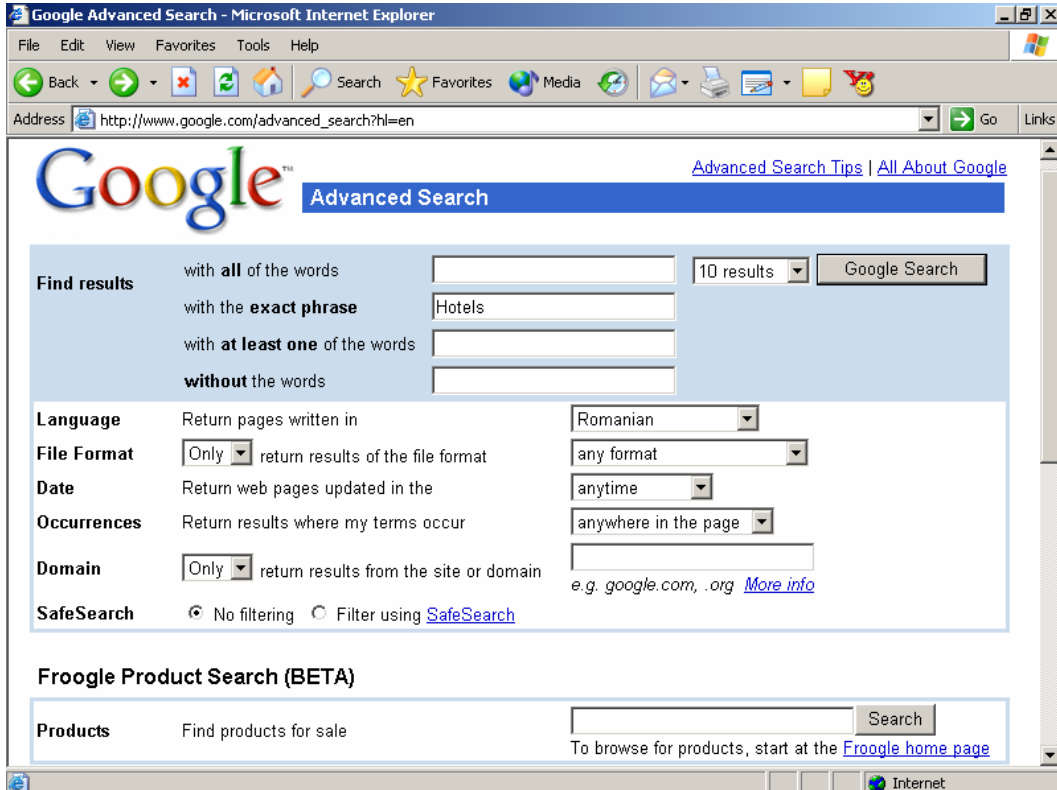 Google Advanced Search - Microsoft Internet Explorer
File Edit View Favorites Tools Help
Back Search Favorites Media
Address http://www.google.com/advanced_search?hl=en Go Links
Google™
Advanced Search Tips | All About Google
Advanced Search
Find results with all of the words 10 results Google Search
with the exact phrase Hotels
with at least one of the words
without the words
Language Return pages written in Romanian
File Format Only return results of the file format any format
Date Return web pages updated in the anytime
Occurrences Return results where my terms occur anywhere in the page
Domain Only return results from the site or domain
e.g. google.com, .org More info
SafeSearch No filtering Filter using SafeSearch
Froogle Product Search (BETA)
Products Find products for sale Search
To browse for products, start at the Froogle home page
Internet